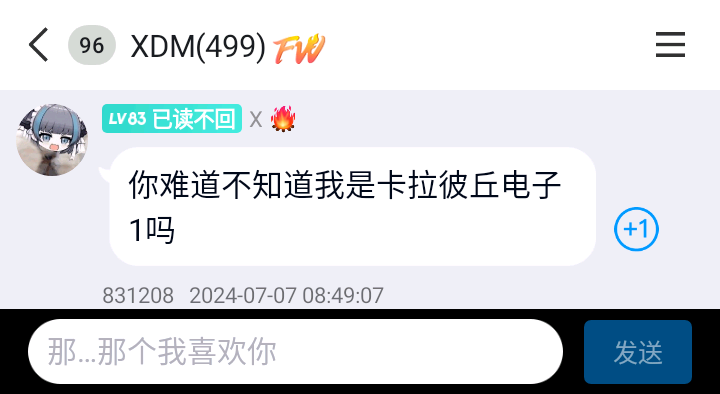 96 XDM(499) FW
LV83 已读不回 X
你难道不知道我是卡拉彼丘电子
1吗
+1
831208 2024-07-07 08:49:07
那...那个我喜欢你 发送